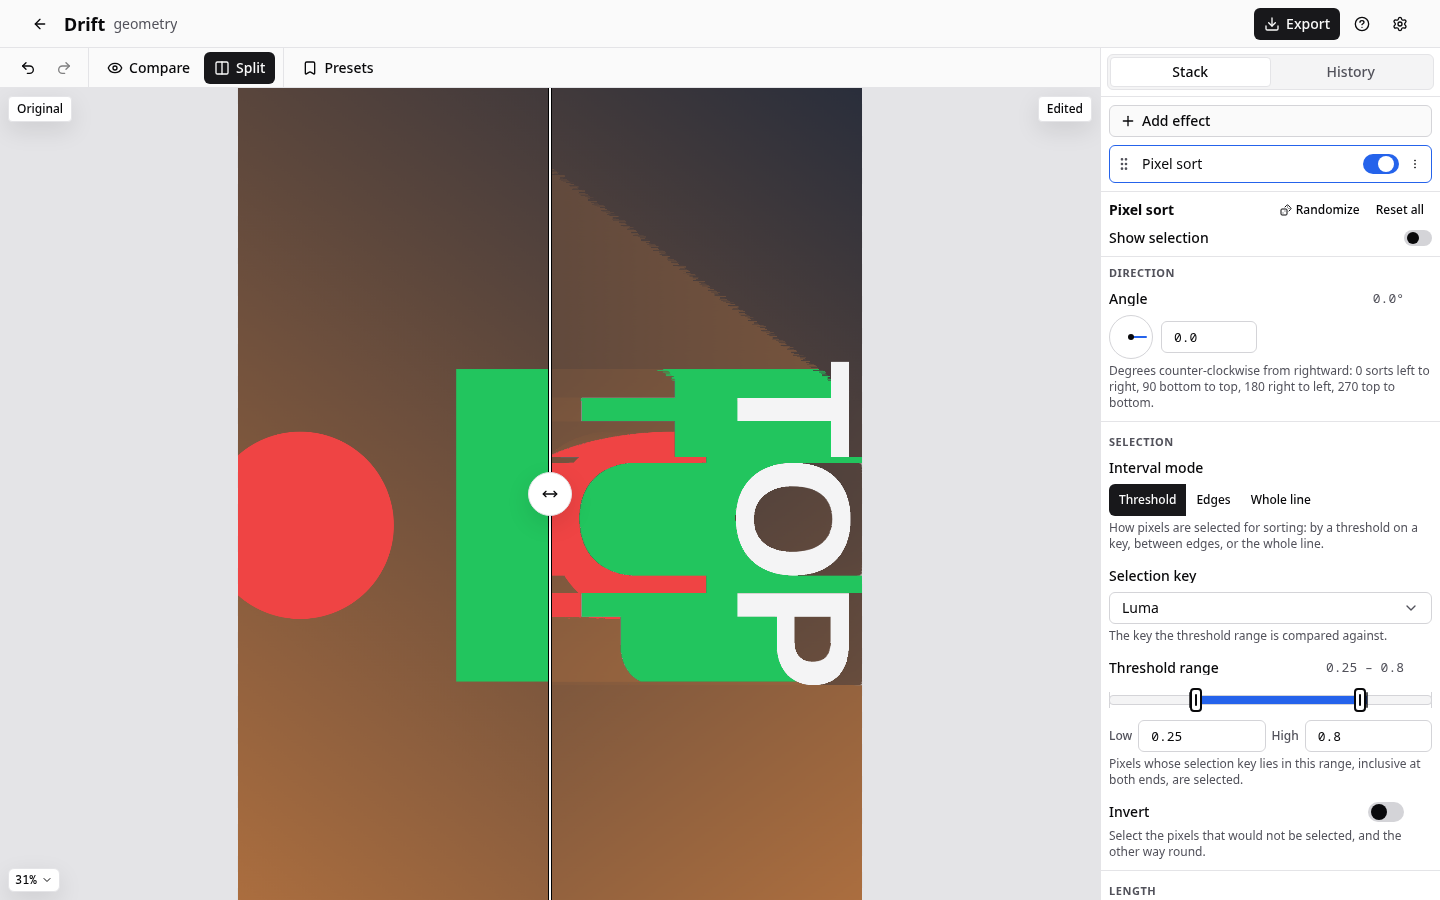 Drift geometry
Export
Compare
Split
Presets
Stack
History
Original
Edited
Add effect
Pixel sort
Pixel sort
Randomize
Reset all
Show selection
DIRECTION
Angle
0.0°
0.0
Degrees counter-clockwise from rightward: 0 sorts left to
right, 90 bottom to top, 180 right to left, 270 top to
bottom.
SELECTION
Interval mode
Threshold
Edges
Whole line
How pixels are selected for sorting: by a threshold on a
key, between edges, or the whole line.
Selection key
Luma
The key the threshold range is compared against.
Threshold range
0.25 – 0.8
Low
0.25
High
0.8
Pixels whose selection key lies in this range, inclusive at
both ends, are selected.
Invert
Select the pixels that would not be selected, and the
other way round.
LENGTH
TOP
31%